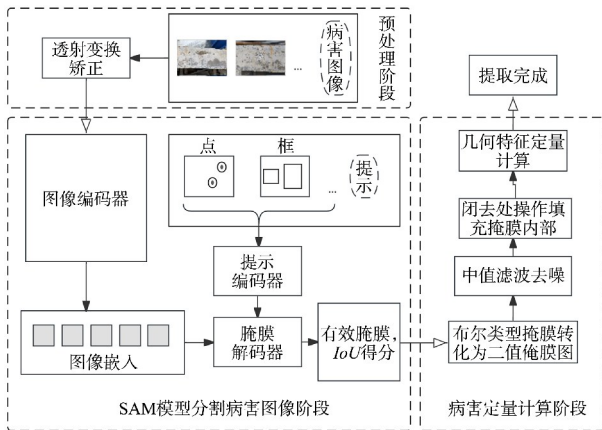 透射变换
矫正
...
病害图像
预处理阶段
图像编码器
点
框
...
提示
提示
编码器
图像嵌入
腌膜
解码器
有效掩膜，
IoU得分
SAM模型分割病害图像阶段
提取完成
几何特征定量
计算
闭去处操作填
充掩膜内部
中值滤波去噪
布尔类型掩膜转
化为二值俺膜图
病害定量计算阶段